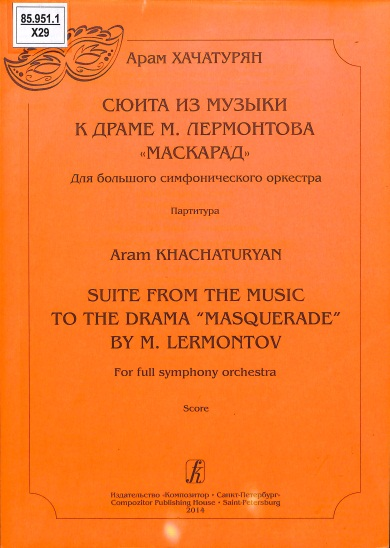 85.951.1
Х29
Арам ХАЧАТУРЯН
СЮИТА ИЗ МУЗЫКИ
К ДРАМЕ М. ЛЕРМОНТОВА
«МАСКАРАД»
Для большого симфонического оркестра
Партитура
Aram KHACHATURYAN
SUITE FROM THE MUSIC
TO THE DRAMA “MASQUERADE”
BY M. LERMONTOV
For full symphony orchestra
Score
Издательство «Композитор • Санкт-Петербург»
Compozitor Publishing House • Saint-Petersburg
2014